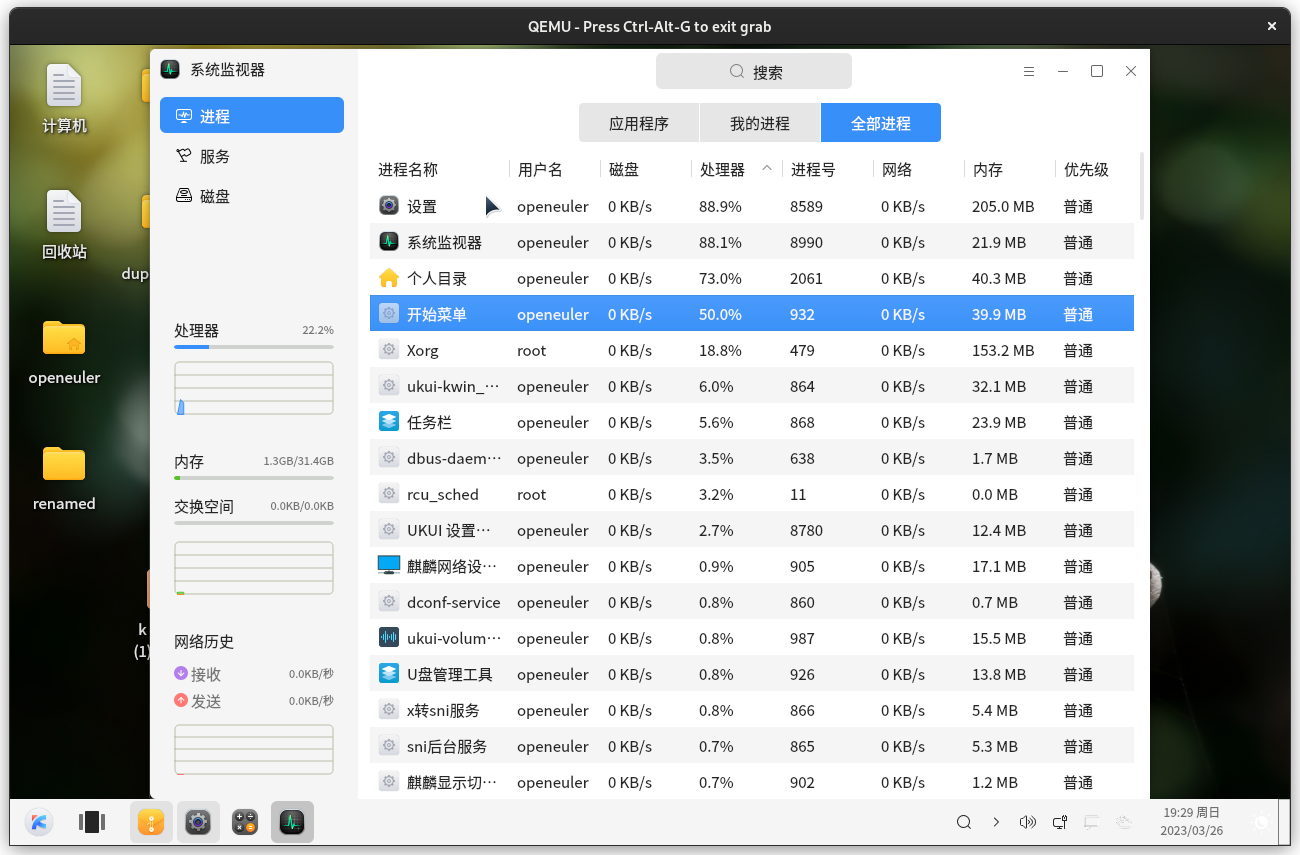 QEMU - Press Ctrl-Alt-G to exit grab
计算机
回收站
dup
openeuler
renamed
k
(1)
系统监视器
进程
服务
磁盘
处理器 22.2%
内存 1.3GB/31.4GB
交换空间 0.0KB/0.0KB
网络历史
接收 0.0KB/秒
发送 0.0KB/秒
搜索
应用程序 我的进程 全部进程
进程名称 用户名 磁盘 处理器 进程号 网络 内存 优先级
设置 openeuler 0 KB/s 88.9% 8589 0 KB/s 205.0 MB 普通
系统监视器 openeuler 0 KB/s 88.1% 8990 0 KB/s 21.9 MB 普通
个人目录 openeuler 0 KB/s 73.0% 2061 0 KB/s 40.3 MB 普通
开始菜单 openeuler 0 KB/s 50.0% 932 0 KB/s 39.9 MB 普通
Xorg root 0 KB/s 18.8% 479 0 KB/s 153.2 MB 普通
ukui-kwin_… openeuler 0 KB/s 6.0% 864 0 KB/s 32.1 MB 普通
任务栏 openeuler 0 KB/s 5.6% 868 0 KB/s 23.9 MB 普通
dbus-daem… openeuler 0 KB/s 3.5% 638 0 KB/s 1.7 MB 普通
rcu_sched root 0 KB/s 3.2% 11 0 KB/s 0.0 MB 普通
UKUI 设置… openeuler 0 KB/s 2.7% 8780 0 KB/s 12.4 MB 普通
麒麟网络设… openeuler 0 KB/s 0.9% 905 0 KB/s 17.1 MB 普通
dconf-service openeuler 0 KB/s 0.8% 860 0 KB/s 0.7 MB 普通
ukui-volum… openeuler 0 KB/s 0.8% 987 0 KB/s 15.5 MB 普通
U盘管理工具 openeuler 0 KB/s 0.8% 926 0 KB/s 13.8 MB 普通
x转sni服务 openeuler 0 KB/s 0.8% 866 0 KB/s 5.4 MB 普通
sni后台服务 openeuler 0 KB/s 0.7% 865 0 KB/s 5.3 MB 普通
麒麟显示切… openeuler 0 KB/s 0.7% 902 0 KB/s 1.2 MB 普通
19:29 周日
2023/03/26